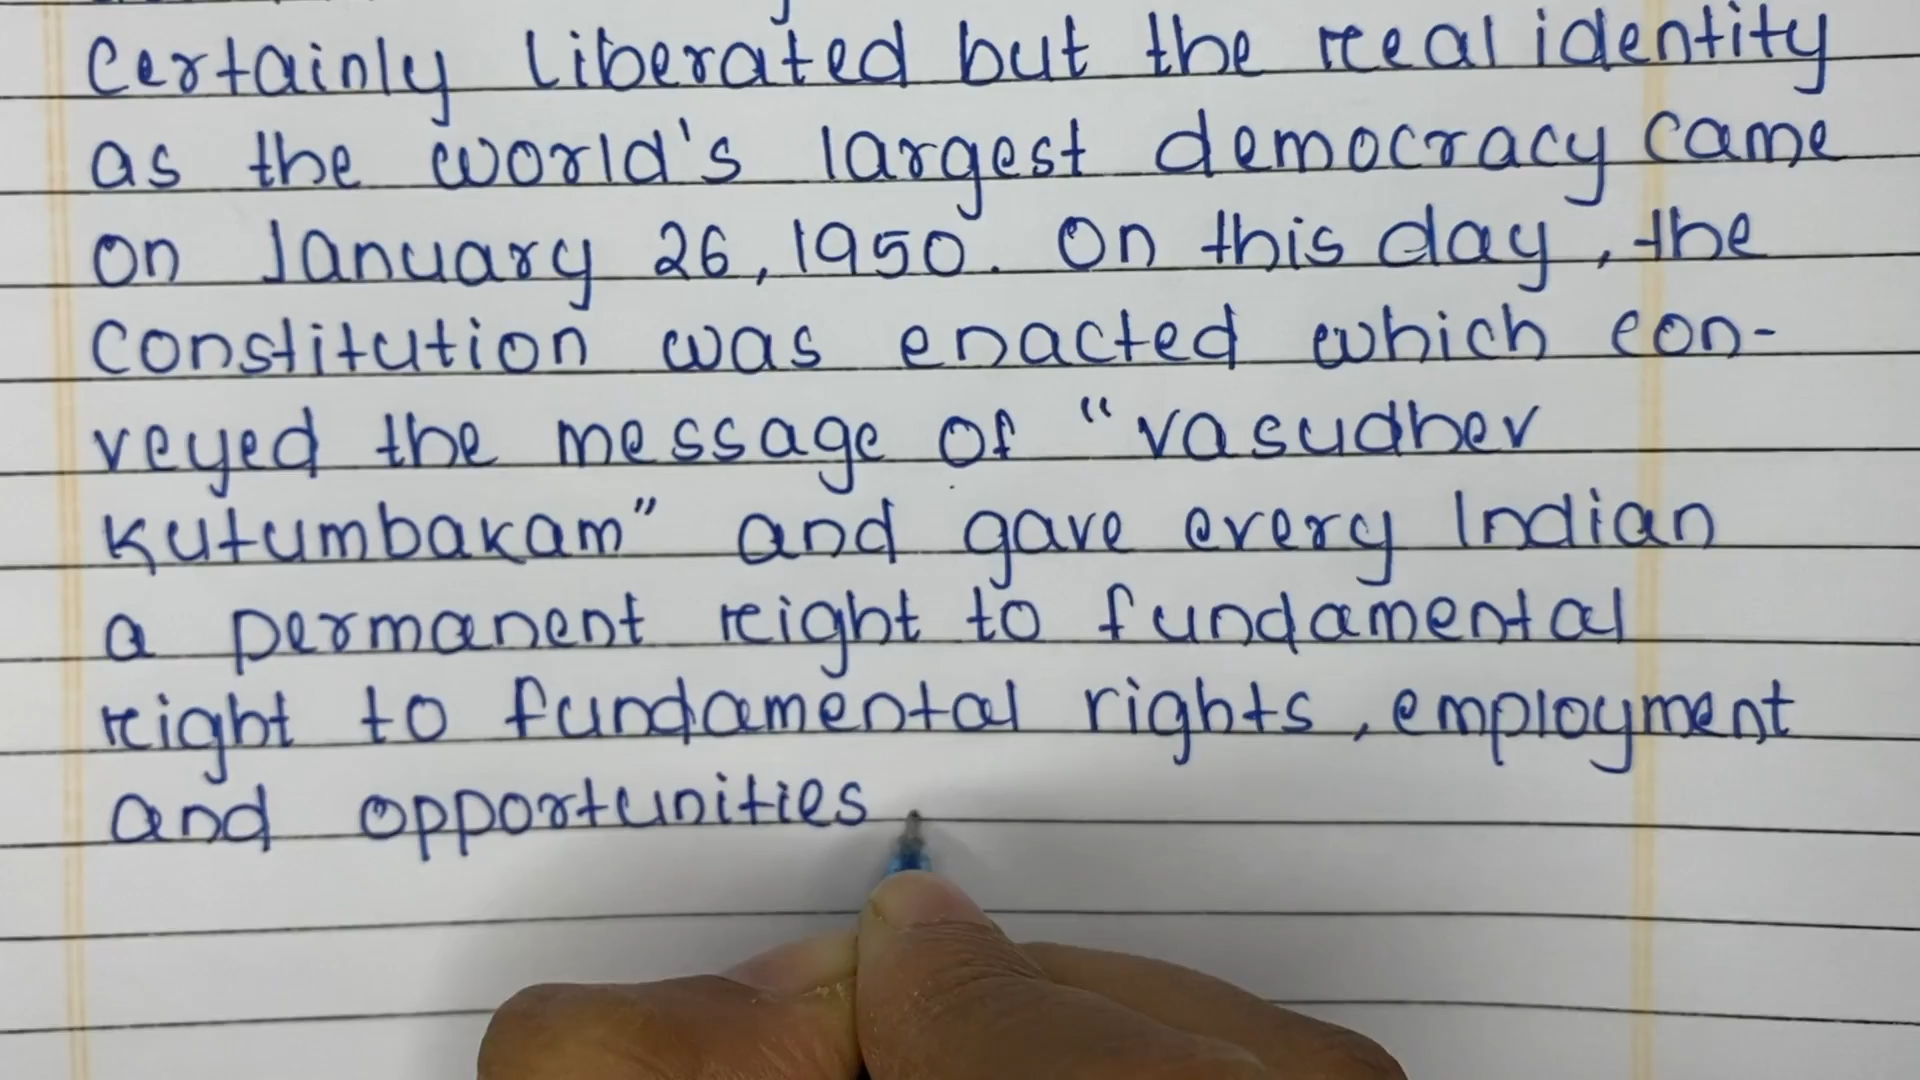 Certainly liberated but the real identity
as the world's largest democracy came
on January 26, 1950. On this day, the
constitution was enacted which con-
veyed the message of "vasudhev
kutumbakam" and gave every Indian
a permanent right to fundamental
right to fundamental rights, employment
and opportunities